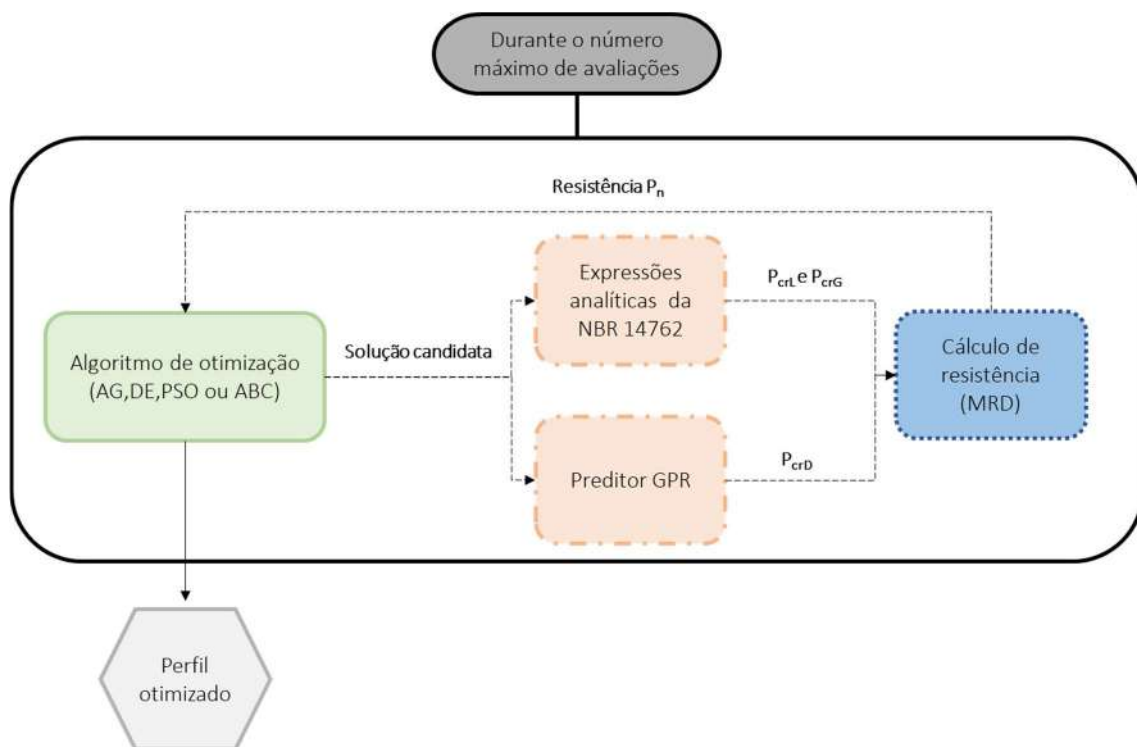 Durante o número
máximo de avaliações
Resistência Pn
Expressões
analíticas da
NBR 14762
PcrL e PcrG
Algoritmo de otimização
(AG,DE,PSO ou ABC)
Solução candidata
Cálculo de
resistência
(MRD)
Preditor GPR
PcrD
Perfil
otimizado